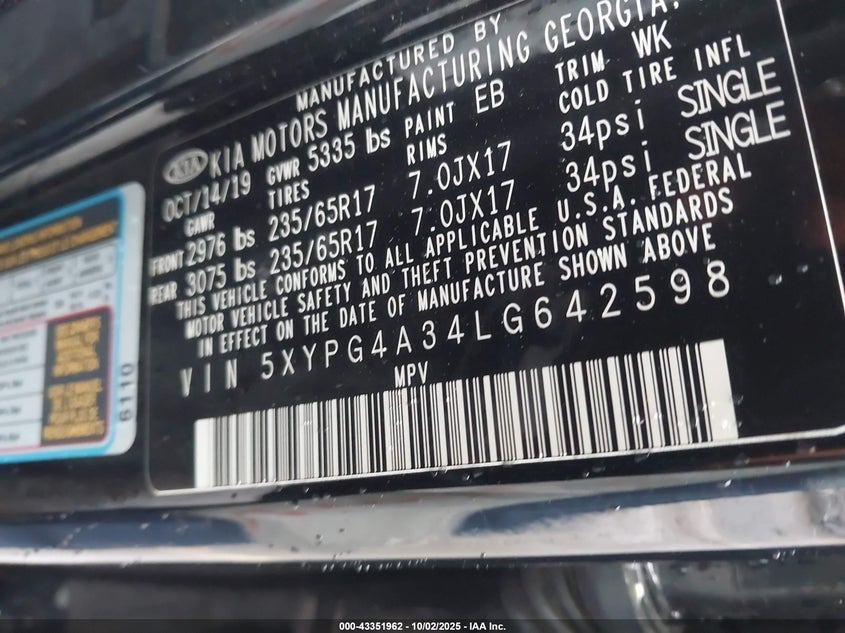 MANUFACTURED BY
KIA KIA MOTORS MANUFACTURING GEORGIA,
OCT/14/19 GVWR 5335 lbs PAINT EB TRIM WK
GAWR TIRES RIMS COLD TIRE INFL
FRONT 2976 lbs 235/65R17 7.0JX17 34psi SINGLE
REAR 3075 lbs 235/65R17 7.0JX17 34psi SINGLE
THIS VEHICLE CONFORMS TO ALL APPLICABLE U.S.A. FEDERAL
MOTOR VEHICLE SAFETY AND THEFT PREVENTION STANDARDS
IN EFFECT ON THE DATE OF MANUFACTURE SHOWN ABOVE
VIN 5XYPG4A34LG642598
MPV
6110
000-43351962 - 10/02/2025 - IAA Inc.